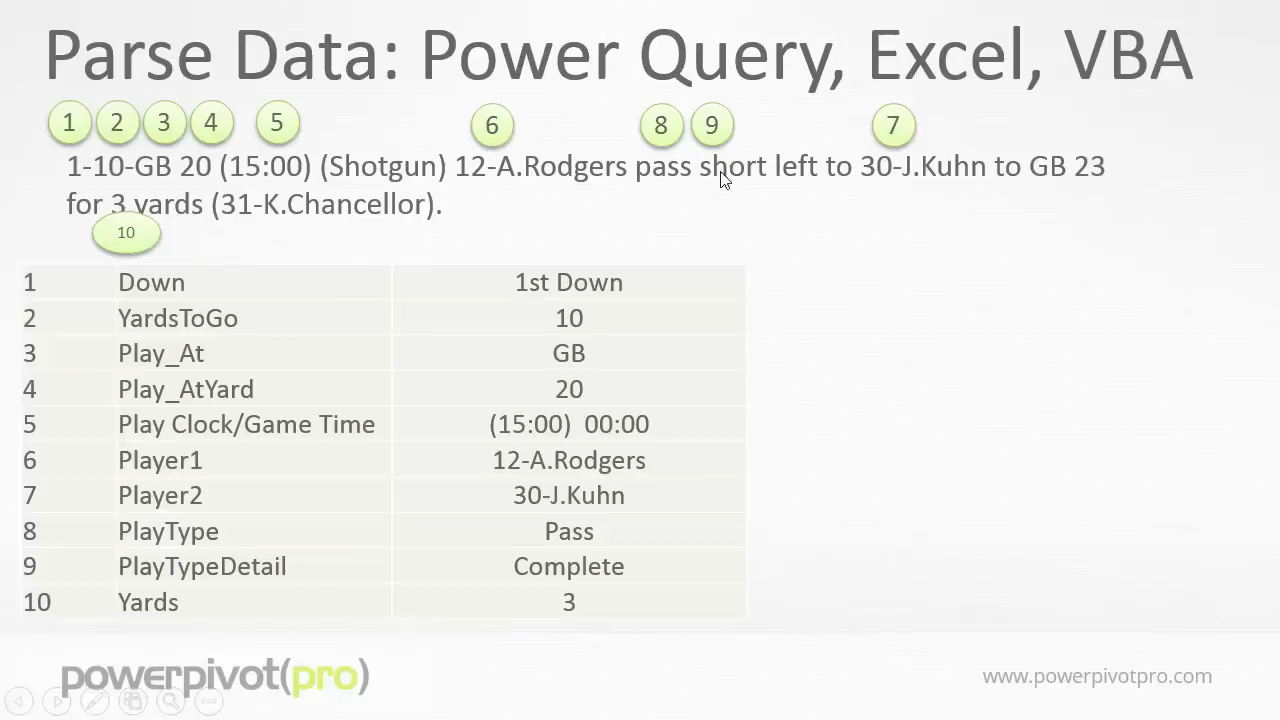 Parse Data: Power Query, Excel, VBA
1 2 3 4 5 6 8 9 7
1-10-GB 20 (15:00) (Shotgun) 12-A.Rodgers pass short left to 30-J.Kuhn to GB 23
for 3 yards (31-K.Chancellor).
10
1 Down 1st Down
2 YardsToGo 10
3 Play_At GB
4 Play_AtYard 20
5 Play Clock/Game Time (15:00) 00:00
6 Player1 12-A.Rodgers
7 Player2 30-J.Kuhn
8 PlayType Pass
9 PlayTypeDetail Complete
10 Yards 3
powerpivot(pro)
www.powerpivotpro.com